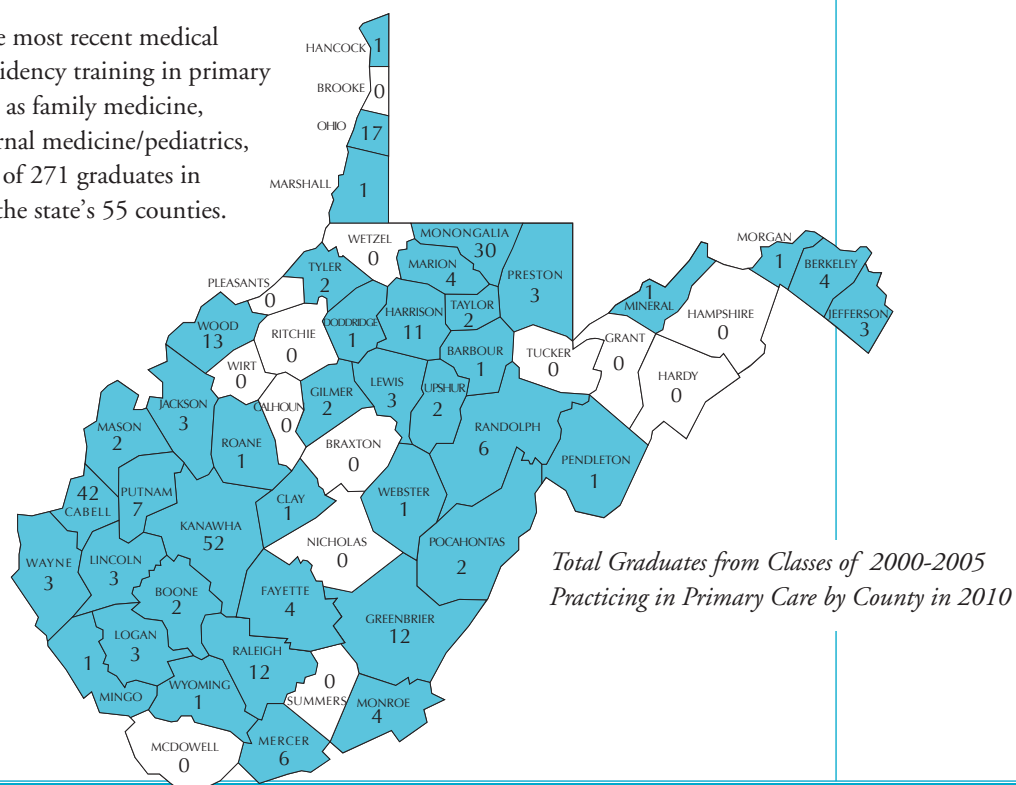 e most recent medical
idency training in primary
as family medicine,
rnal medicine/pediatrics,
of 271 graduates in
the state's 55 counties.
HANCOCK 1
BROOKE 0
OHIO 17
MARSHALL 1
WETZEL 0
MONONGALIA 30
MARION 4
PRESTON 3
TYLER 2
PLEASANTS 0
WOOD 13
RITCHIE 0
DODDRIDGE 1
HARRISON 11
TAYLOR 2
BARBOUR 1
TUCKER 0
GRANT 0
1 MINERAL
HAMPSHIRE 0
HARDY 0
MORGAN 1
BERKELEY 4
JEFFERSON 3
WIRT 0
JACKSON 3
MASON 2
ROANE 1
CALHOUN 0
GILMER 2
LEWIS 3
UPSHUR 2
RANDOLPH 6
PENDLETON 1
BRAXTON 0
42 CABELL
PUTNAM 7
KANAWHA 52
CLAY 1
WEBSTER 1
NICHOLAS 0
POCAHONTAS 2
WAYNE 3
LINCOLN 3
BOONE 2
FAYETTE 4
GREENBRIER 12
LOGAN 3
1 MINGO
WYOMING 1
RALEIGH 12
0 SUMMERS
MONROE 4
MCDOWELL 0
MERCER 6
Total Graduates from Classes of 2000-2005
Practicing in Primary Care by County in 2010